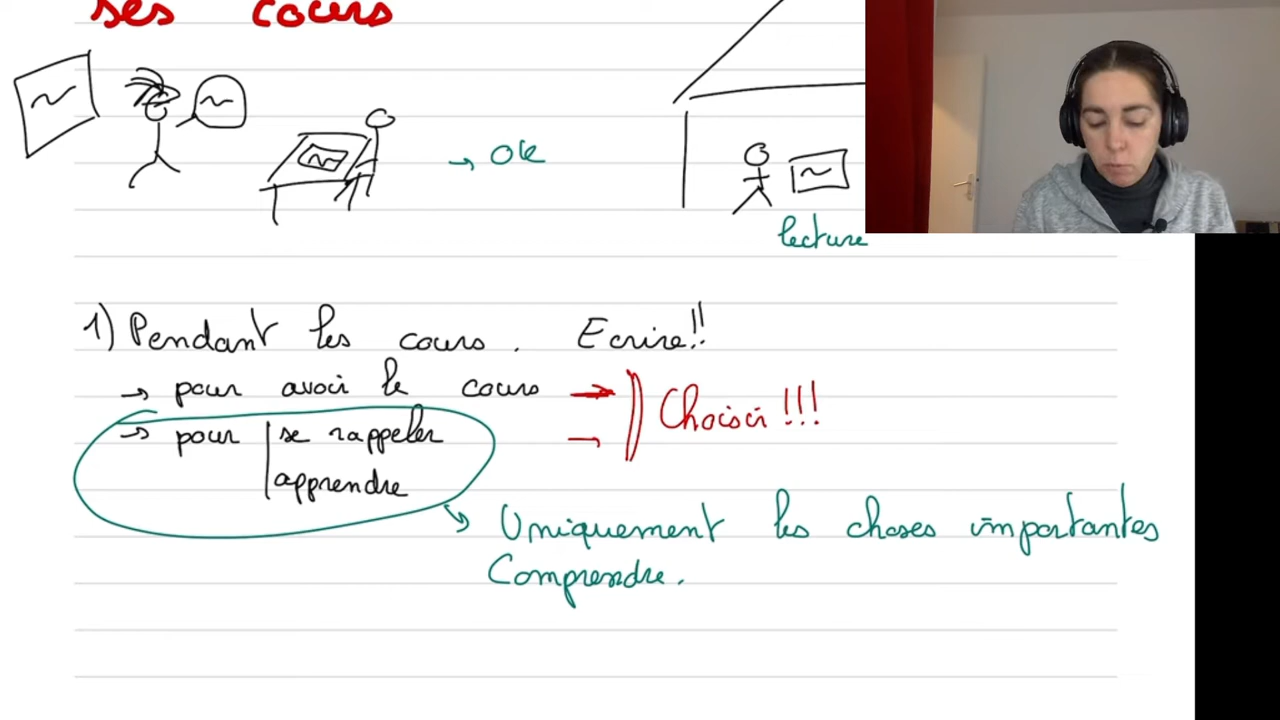 ses cours
→ Ok
lecture
1) Pendant les cours. Ecrire!!
→ pour avoir le cours →
Choisir !!!
→ pour se rappeler →
apprendre
Uniquement les choses importantes
Comprendre.